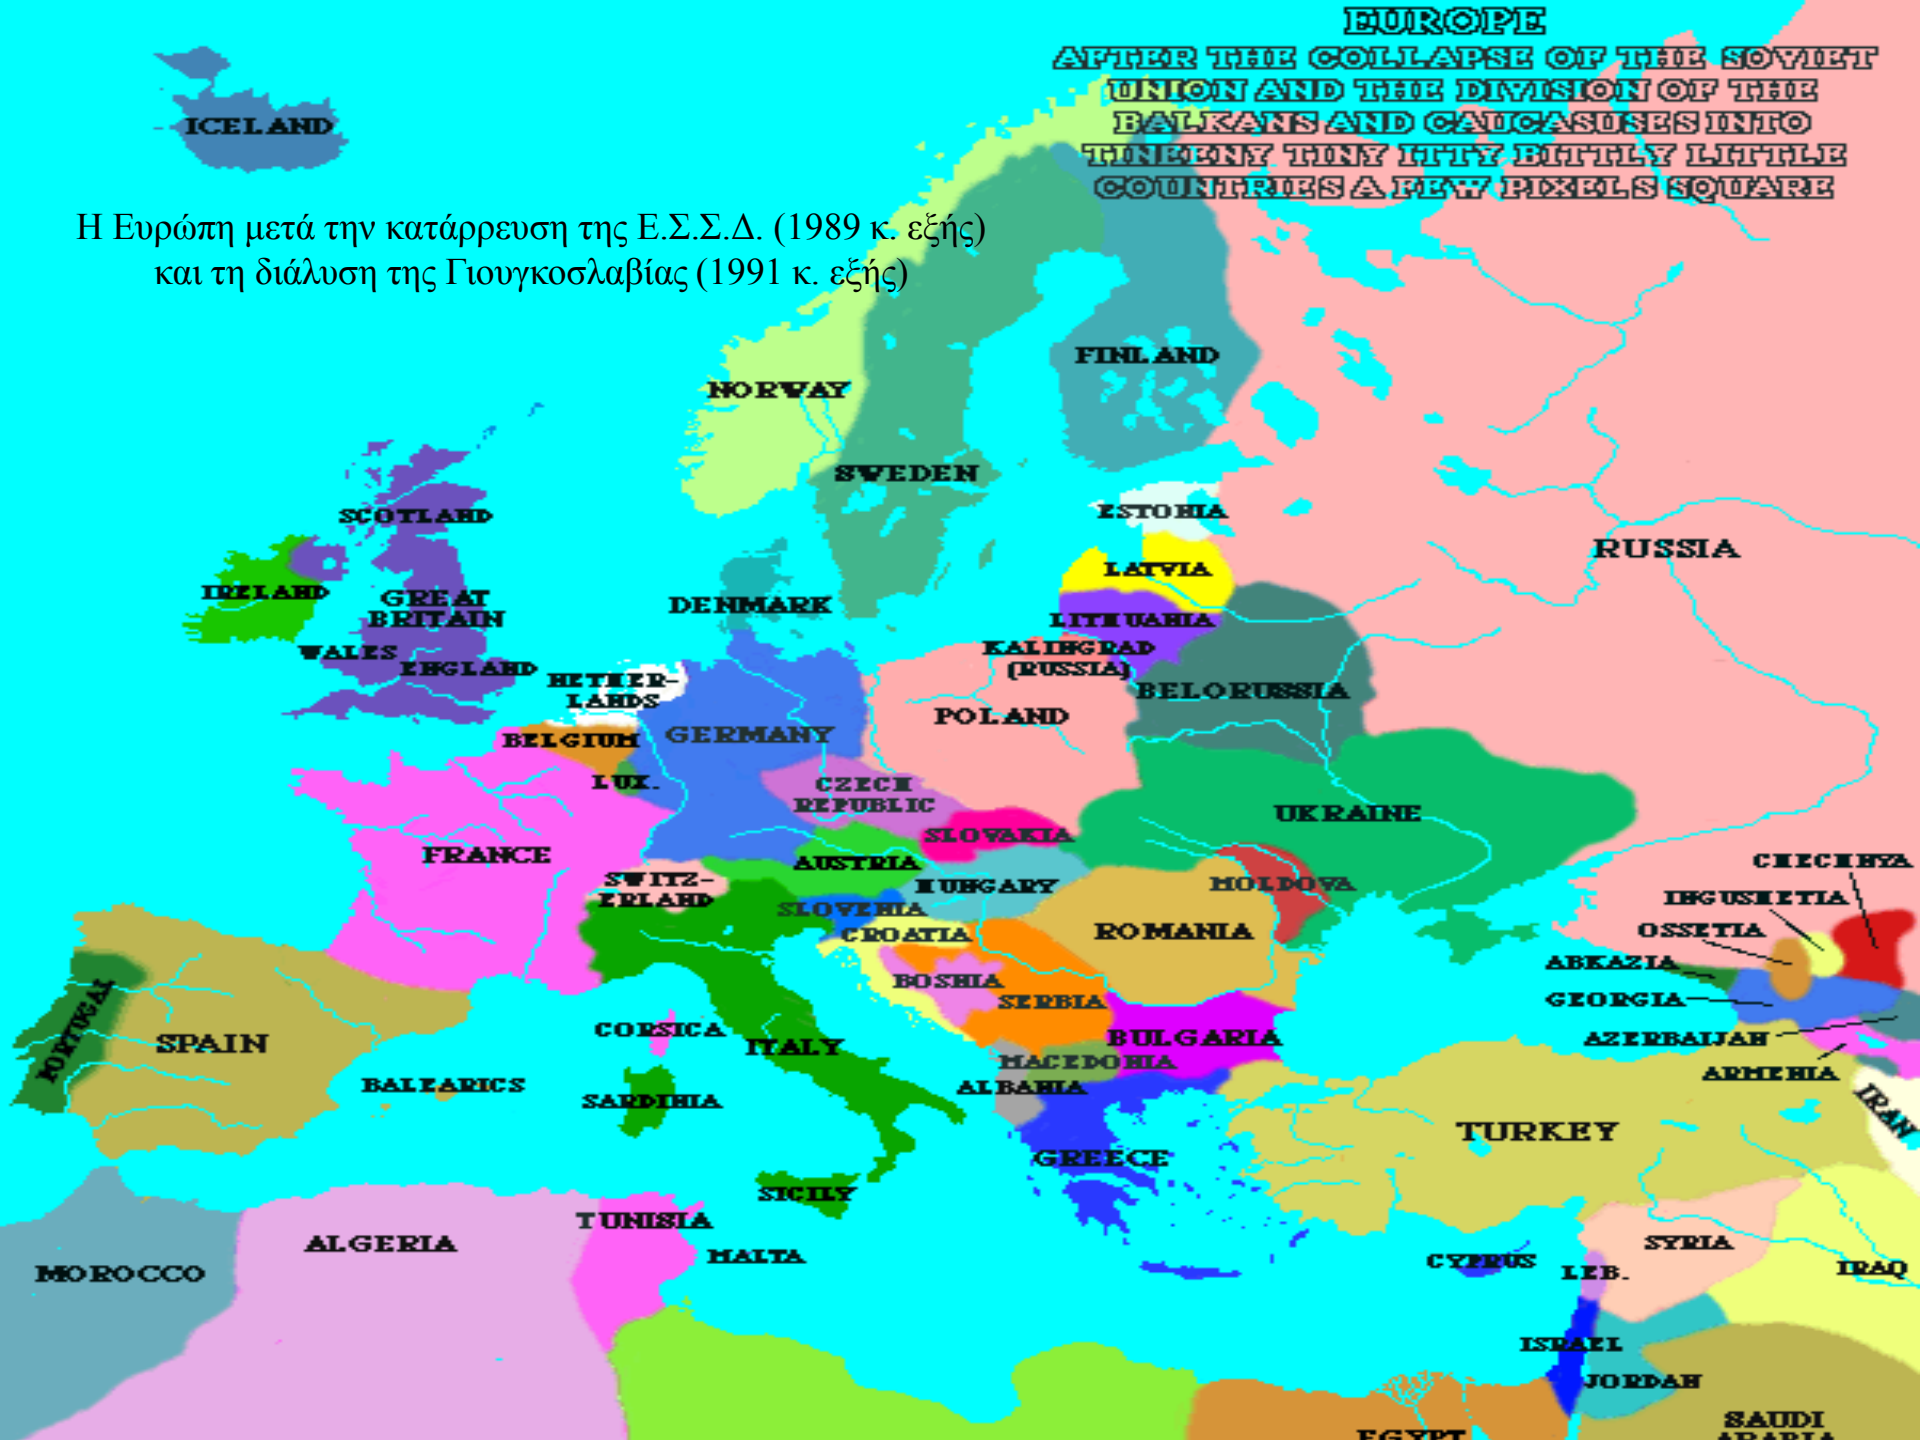 EUROPE
AFTER THE COLLAPSE OF THE SOVIET
UNION AND THE DIVISION OF THE
BALKANS AND CAUCASUSES INTO
TINEENY TINY ITTY BITTLY LITTLE
COUNTRIES A FEW PIXELS SQUARE
ICELAND
Η Ευρώπη μετά την κατάρρευση της Ε.Σ.Σ.Δ. (1989 κ. εξής)
και τη διάλυση της Γιουγκοσλαβίας (1991 κ. εξής)
FINLAND
NORWAY
SWEDEN
SCOTLAND
ESTONIA
RUSSIA
LATVIA
IRELAND
GREAT
BRITAIN
DENMARK
LITHUANIA
WALES
ENGLAND
KALINGRAD
(RUSSIA)
NETHER-
LANDS
BELORUSSIA
POLAND
BELGIUM
GERMANY
LUX.
CZECH
REPUBLIC
UKRAINE
SLOVAKIA
FRANCE
AUSTRIA
CHECHNYA
SWITZ-
ERLAND
HUNGARY
MOLDOVA
INGUSHETIA
SLOVENIA
CROATIA
ROMANIA
OSSETIA
ABKAZIA
BOSNIA
SERBIA
GEORGIA
PORTUGAL
SPAIN
CORSICA
ITALY
BULGARIA
AZERBAIJAN
MACEDONIA
ARMENIA
BALEARICS
ALBANIA
SARDINIA
IRAN
TURKEY
GREECE
SICILY
TUNISIA
ALGERIA
MALTA
SYRIA
MOROCCO
CYPRUS
LEB.
IRAQ
ISRAEL
JORDAN
SAUDI
ARABIA
EGYPT